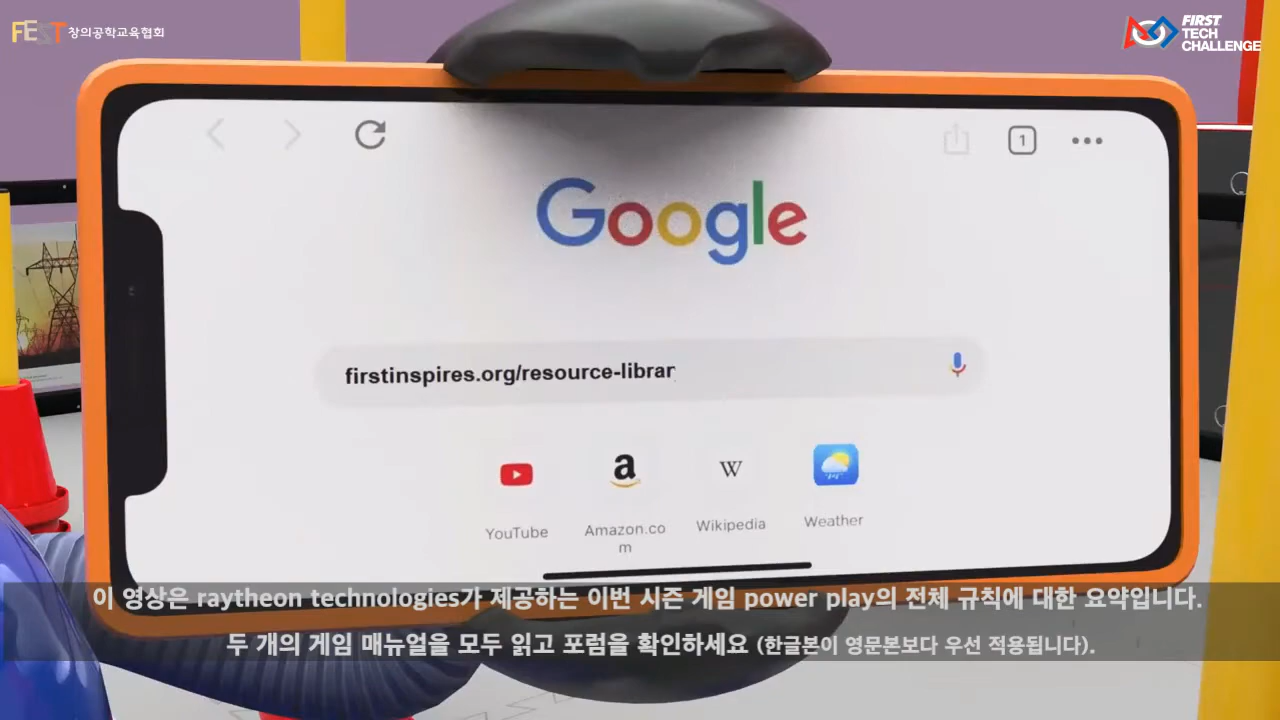 FEST 창의공학교육협회
FIRST
TECH
CHALLENGE
1
Google
firstinspires.org/resource-librar
YouTube
Amazon.co
m
Wikipedia
Weather
이 영상은 raytheon technologies가 제공하는 이번 시즌 게임 power play의 전체 규칙에 대한 요약입니다.
두 개의 게임 매뉴얼을 모두 읽고 포럼을 확인하세요 (한글본이 영문본보다 우선 적용됩니다).